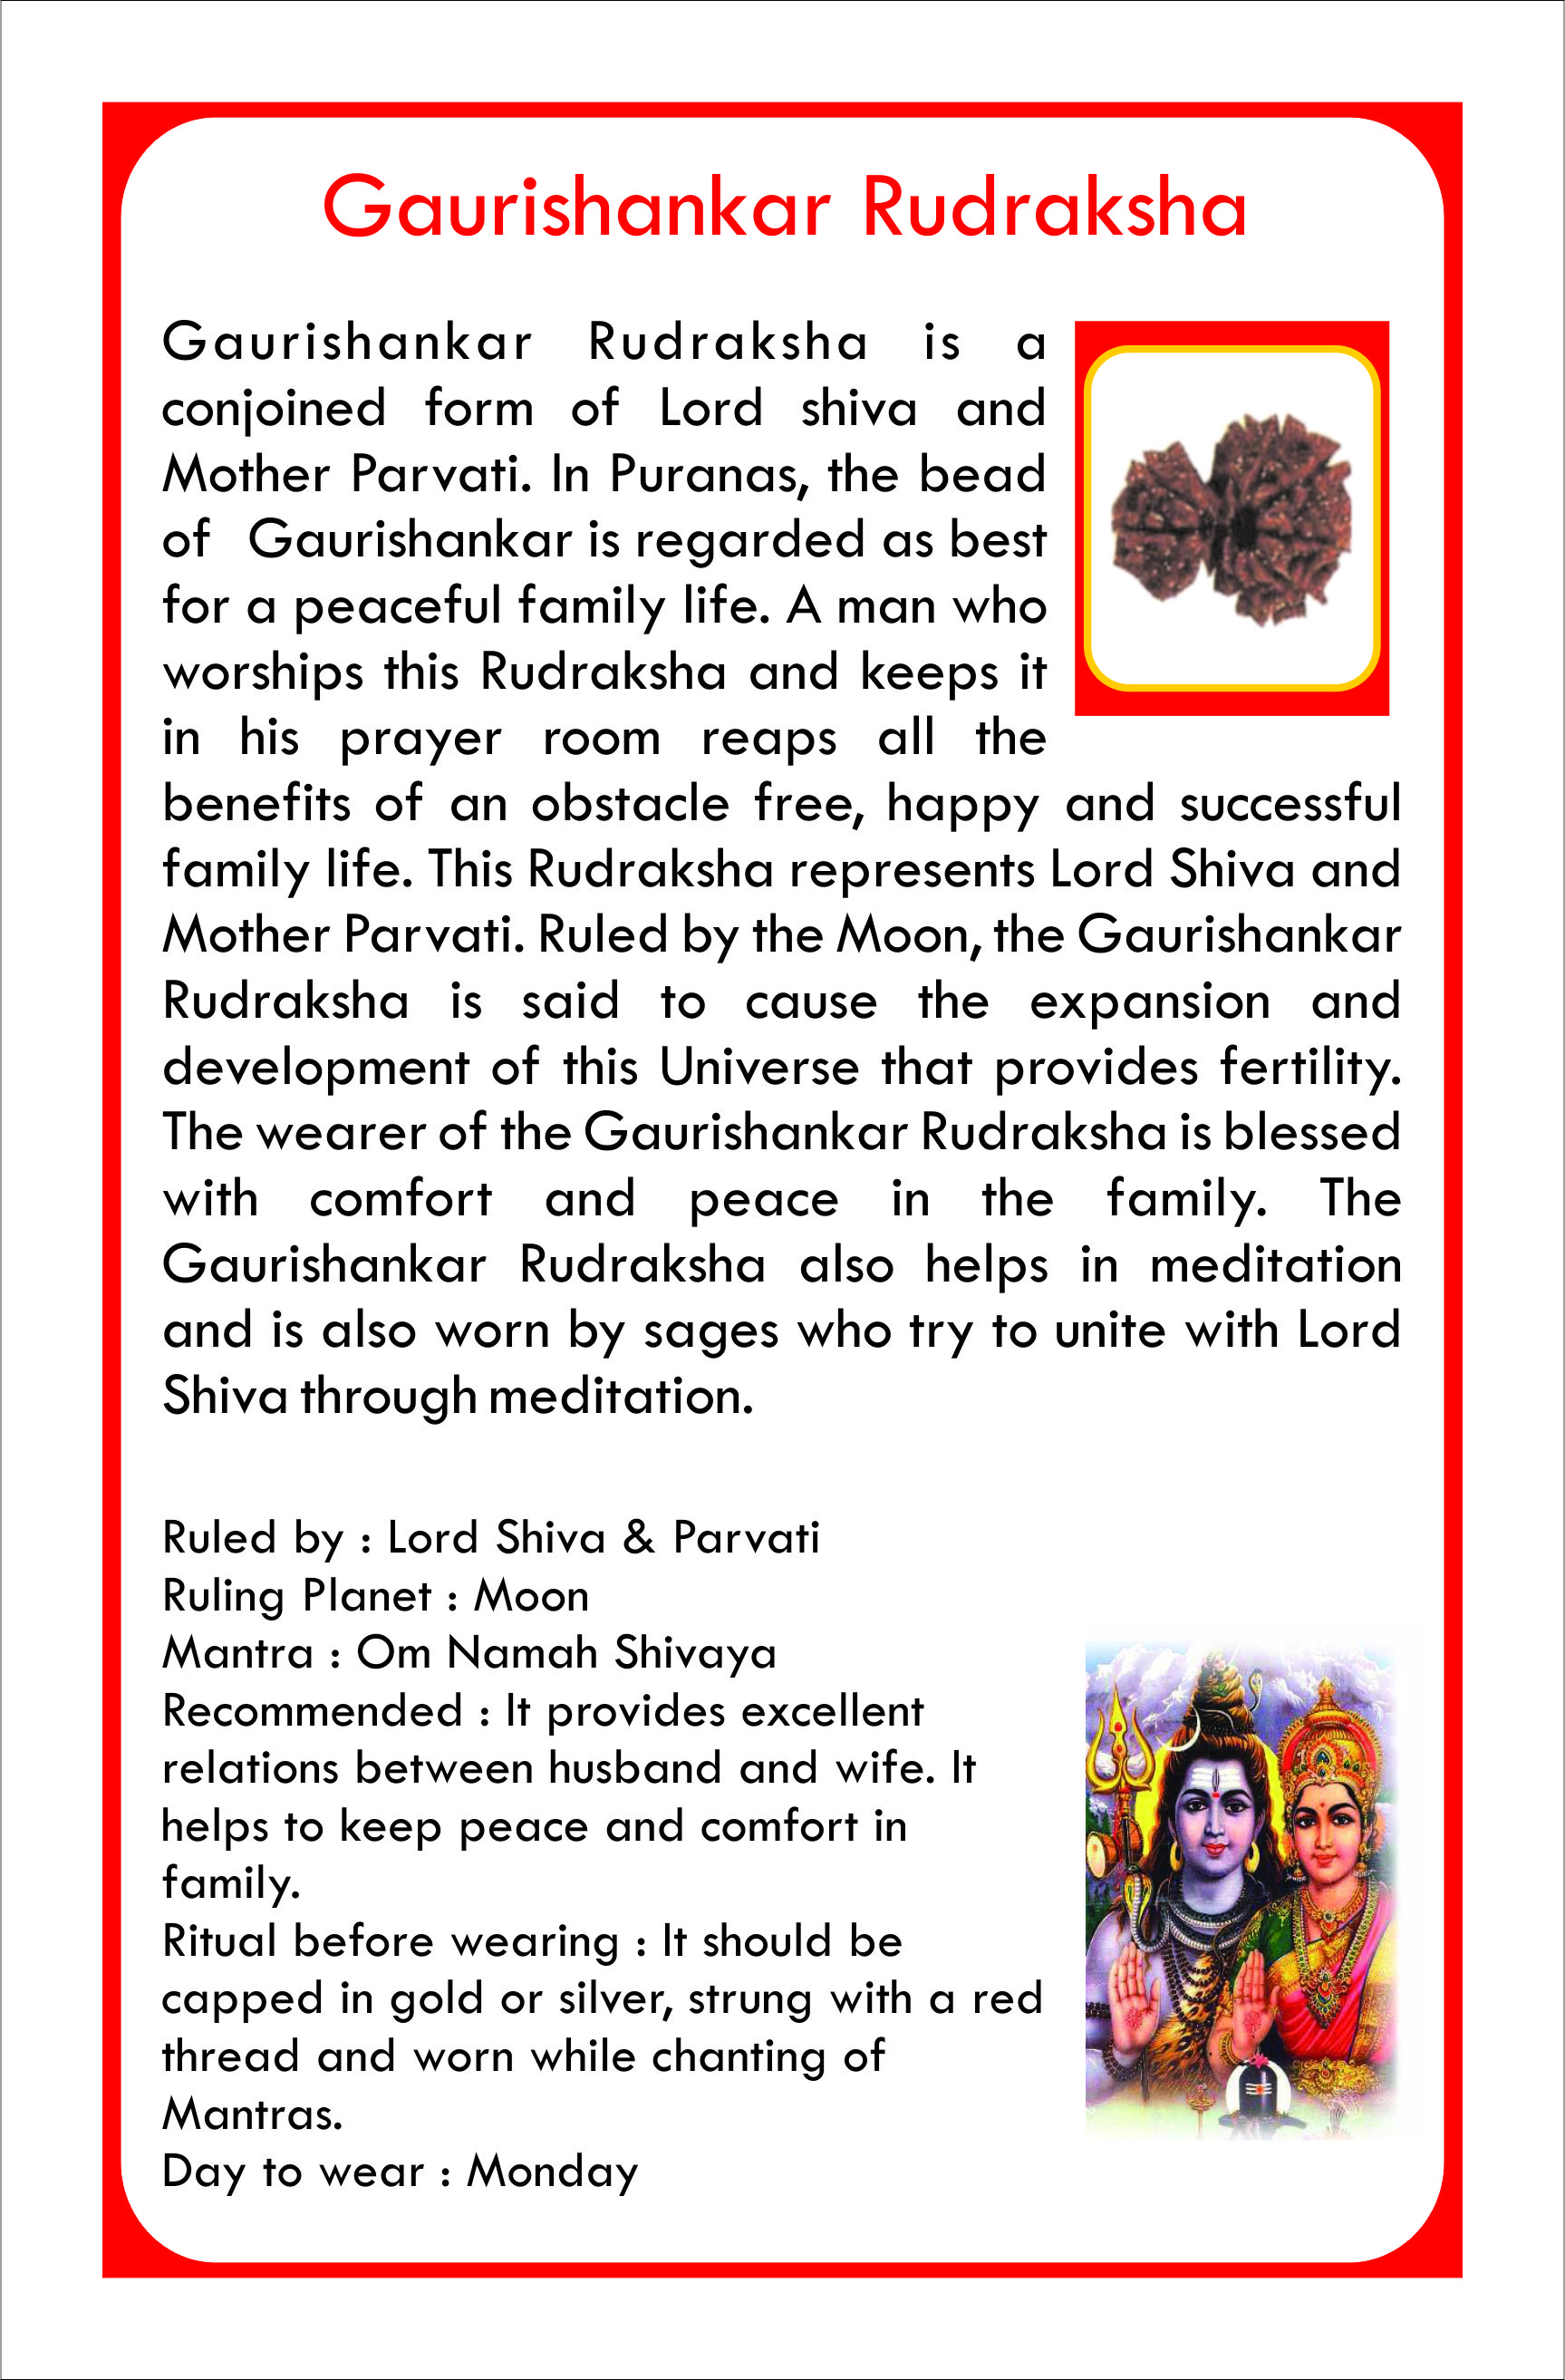 Gaurishankar Rudraksha
Gaurishankar Rudraksha is a
conjoined form of Lord shiva and
Mother Parvati. In Puranas, the bead
of Gaurishankar is regarded as best
for a peaceful family life. A man who
worships this Rudraksha and keeps it
in his prayer room reaps all the
benefits of an obstacle free, happy and successful
family life. This Rudraksha represents Lord Shiva and
Mother Parvati. Ruled by the Moon, the Gaurishankar
Rudraksha is said to cause the expansion and
development of this Universe that provides fertility.
The wearer of the Gaurishankar Rudraksha is blessed
with comfort and peace in the family. The
Gaurishankar Rudraksha also helps in meditation
and is also worn by sages who try to unite with Lord
Shiva through meditation.
Ruled by : Lord Shiva & Parvati
Ruling Planet : Moon
Mantra : Om Namah Shivaya
Recommended : It provides excellent
relations between husband and wife. It
helps to keep peace and comfort in
family.
Ritual before wearing : It should be
capped in gold or silver, strung with a red
thread and worn while chanting of
Mantras.
Day to wear : Monday